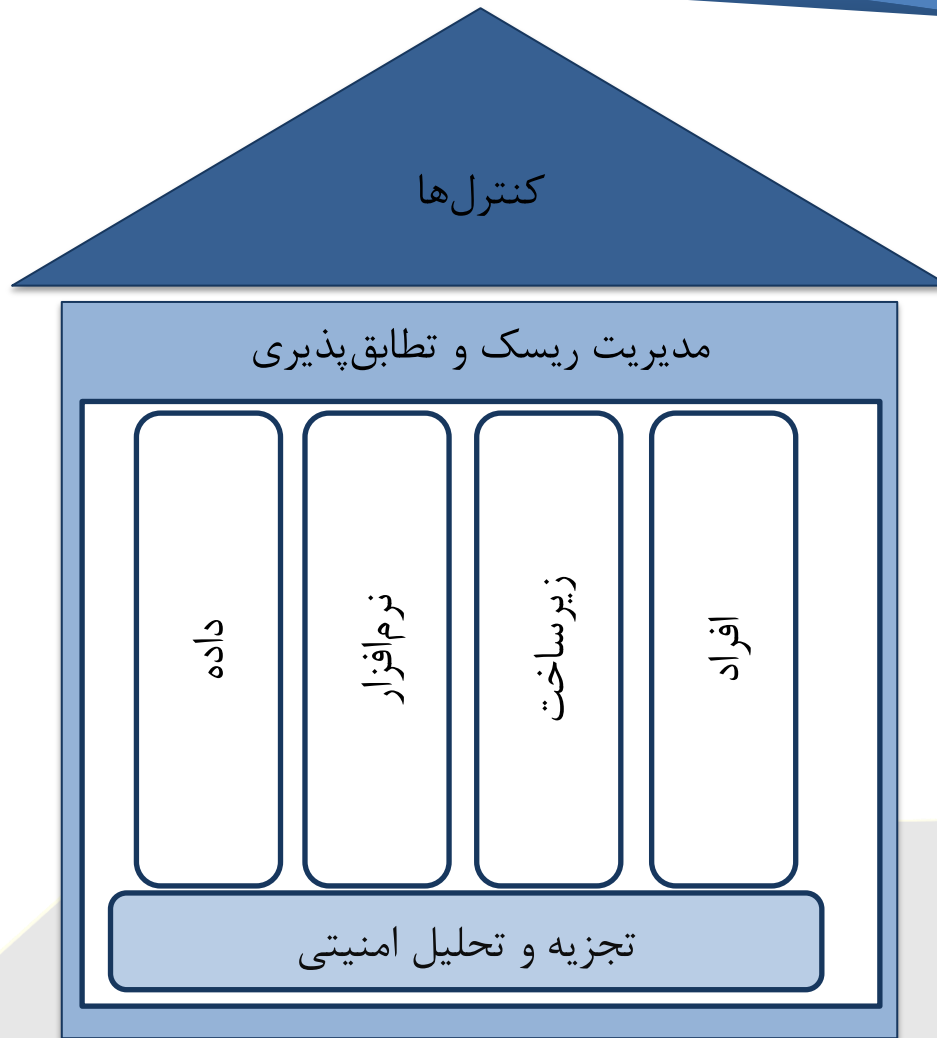 کنترل‌ها
مدیریت ریسک و تطابق‌پذیری
افراد
زیرساخت
نرم‌افزار
داده
تجزیه و تحلیل امنیتی